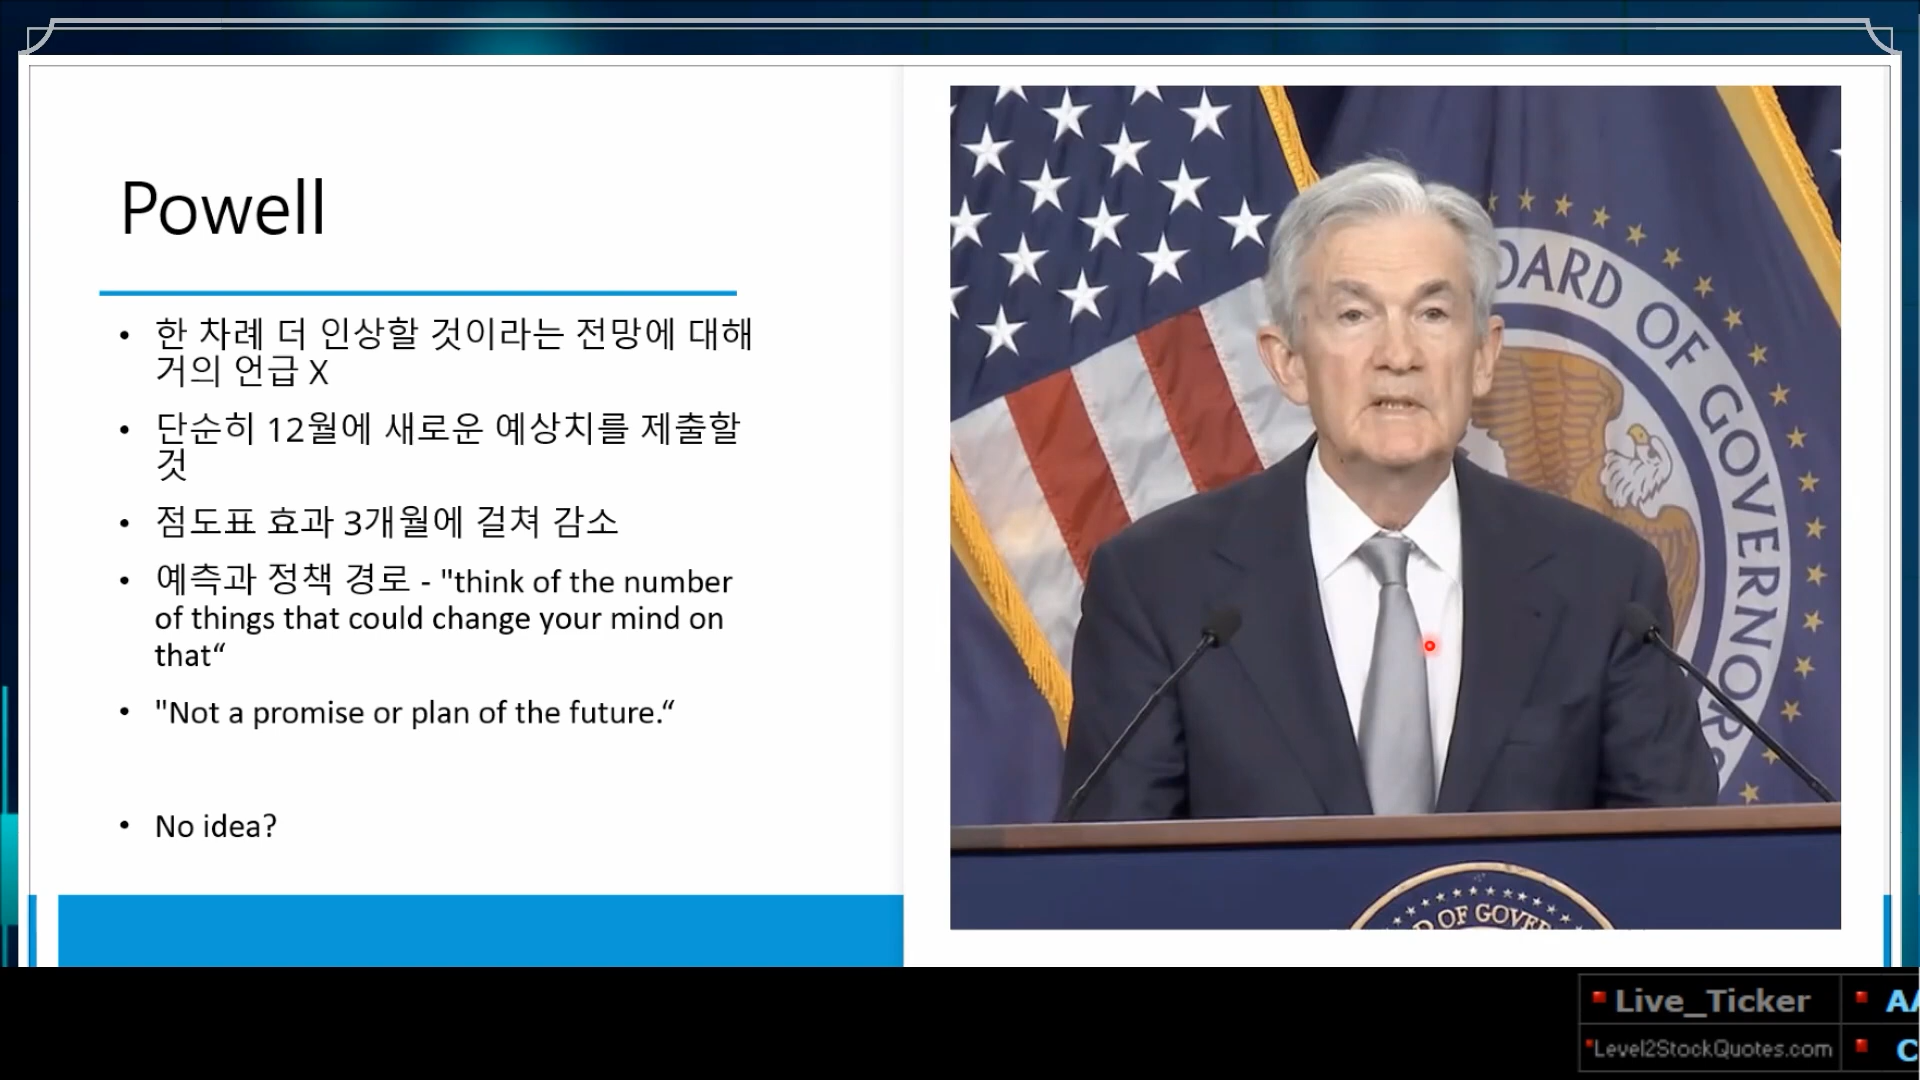 Powell
• 한 차례 더 인상할 것이라는 전망에 대해
거의 언급 X
• 단순히 12월에 새로운 예상치를 제출할
것
• 점도표 효과 3개월에 걸쳐 감소
• 예측과 정책 경로 - "think of the number
of things that could change your mind on
that“
• "Not a promise or plan of the future.“
• No idea?
OARD OF GOVERNORS
D OF GOVER
Live_Ticker
AA
Level2StockQuotes.com
C